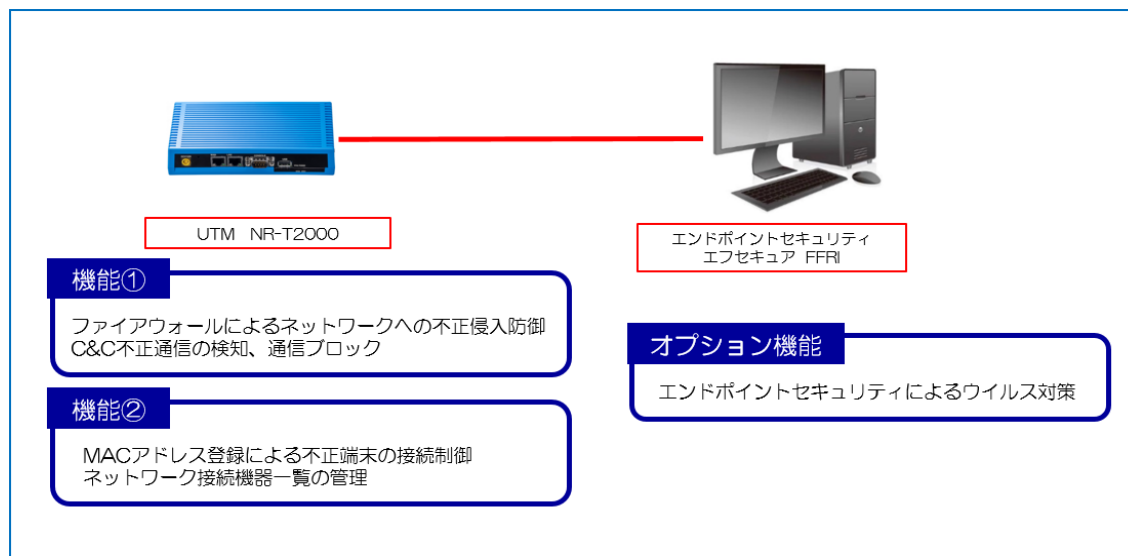 UTM NR-T2000
エンドポイントセキュリティ
エフセキュア FFRI
機能①
ファイアウォールによるネットワークへの不正侵入防御
C&C不正通信の検知、通信ブロック
機能②
MACアドレス登録による不正端末の接続制御
ネットワーク接続機器一覧の管理
オプション機能
エンドポイントセキュリティによるウイルス対策